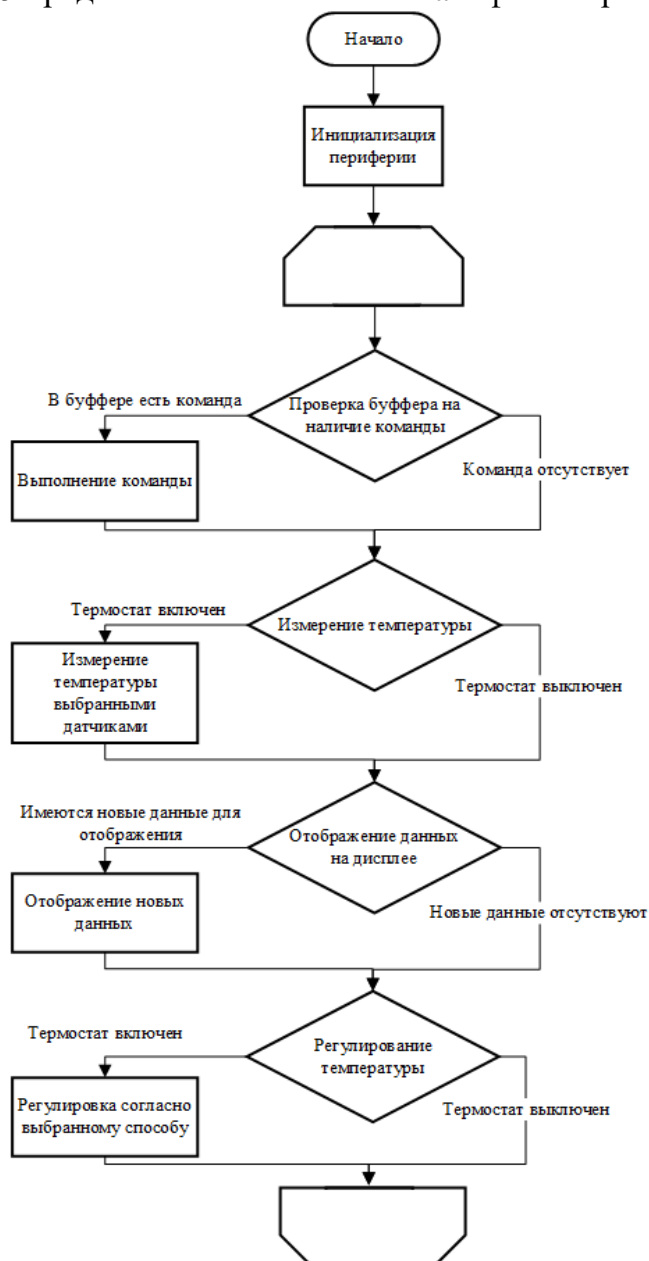 Начало
Инициализация
периферии
Проверка буффера на
наличие команды
В буффере есть команда
Команда отсутствует
Выполнение команды
Измерение температуры
Термостат включен
Термостат выключен
Измерение
температуры
выбранными
датчиками
Отображение данных
на дисплее
Имеются новые данные для
отображения
Новые данные отсутствуют
Отображение новых
данных
Регулирование
температуры
Термостат включен
Термостат выключен
Регулировка согласно
выбранному способу